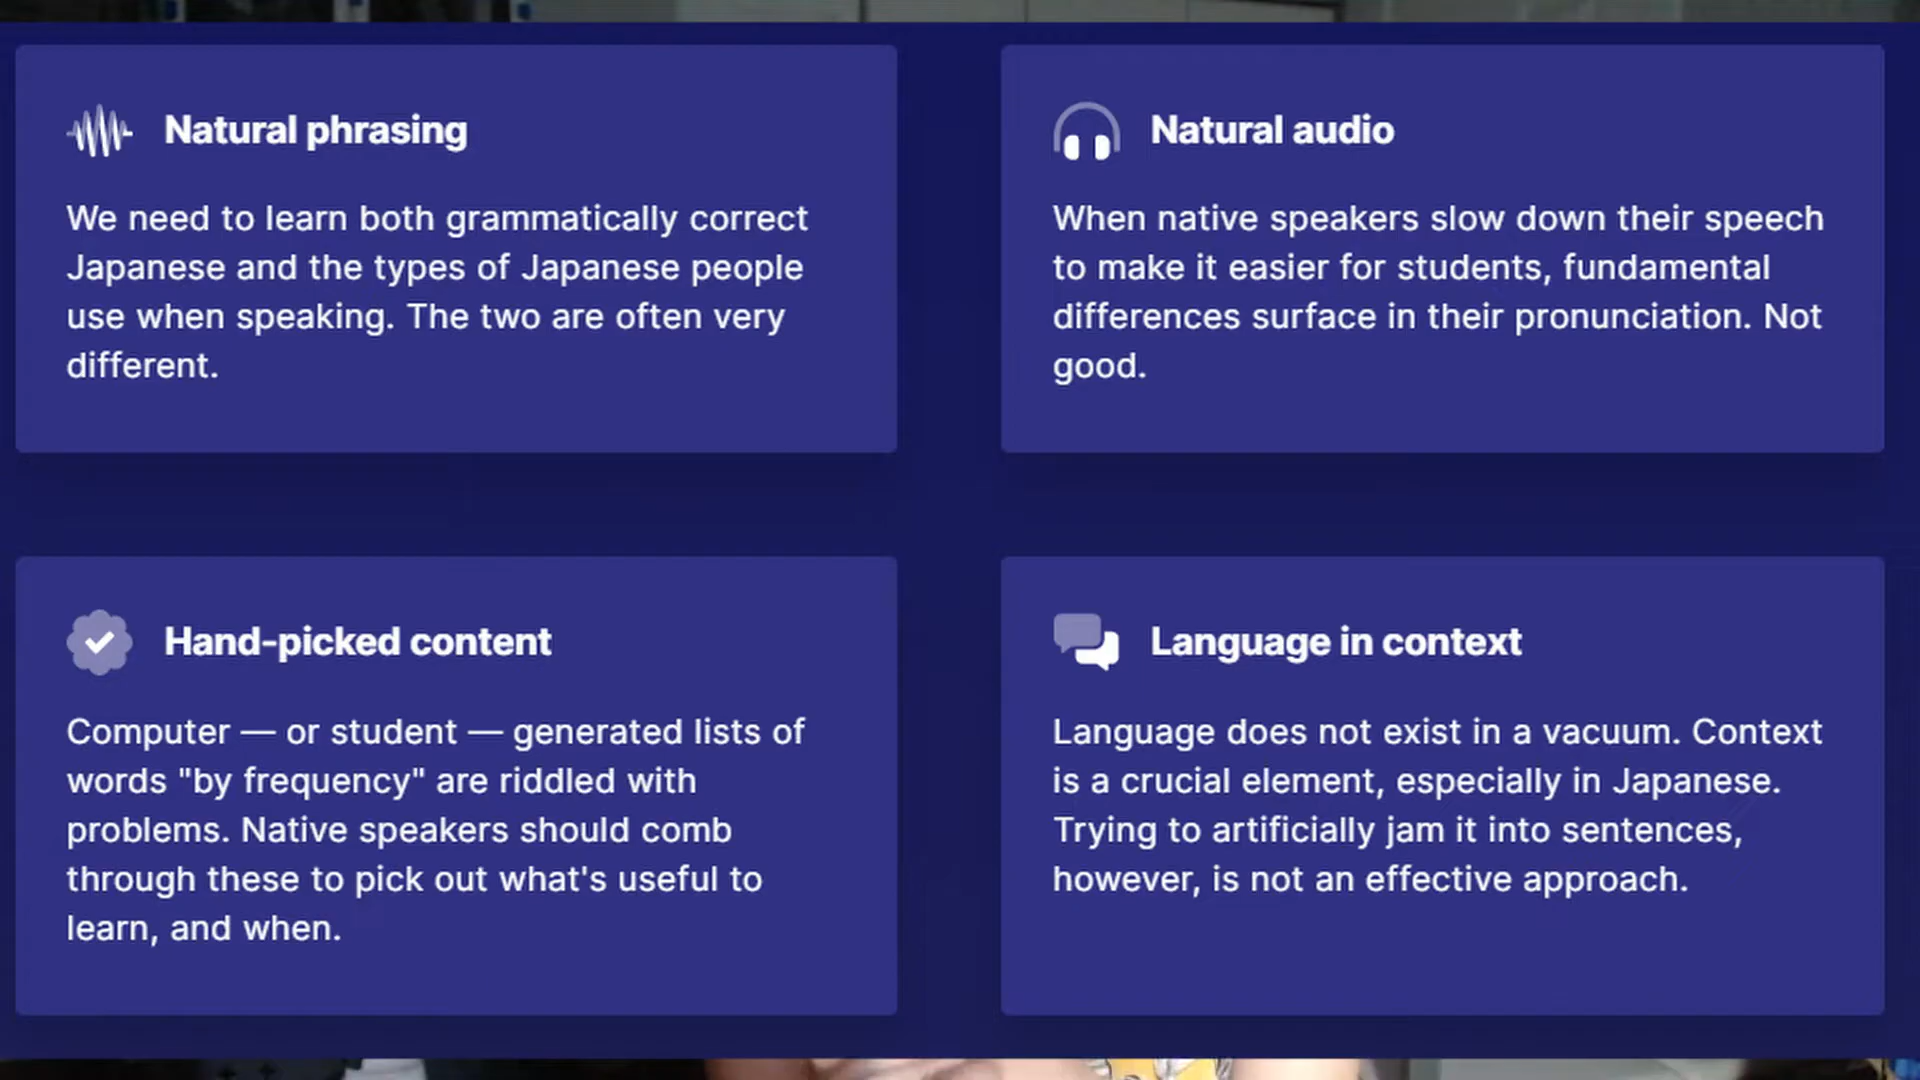 Natural phrasing
We need to learn both grammatically correct
Japanese and the types of Japanese people
use when speaking. The two are often very
different.
Natural audio
When native speakers slow down their speech
to make it easier for students, fundamental
differences surface in their pronunciation. Not
good.
Hand-picked content
Computer — or student — generated lists of
words "by frequency" are riddled with
problems. Native speakers should comb
through these to pick out what's useful to
learn, and when.
Language in context
Language does not exist in a vacuum. Context
is a crucial element, especially in Japanese.
Trying to artificially jam it into sentences,
however, is not an effective approach.